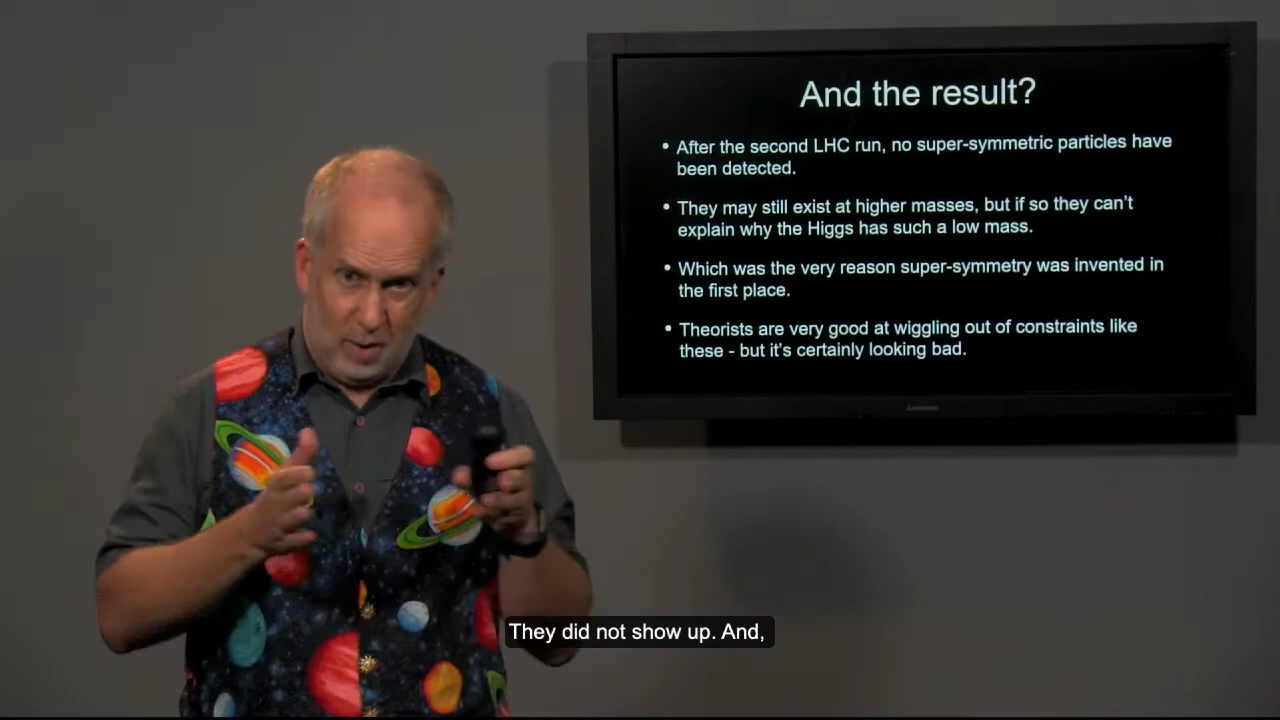 And the result?
• After the second LHC run, no super-symmetric particles have
been detected.
• They may still exist at higher masses, but if so they can't
explain why the Higgs has such a low mass.
• Which was the very reason super-symmetry was invented in
the first place.
• Theorists are very good at wiggling out of constraints like
these - but it's certainly looking bad.
They did not show up. And,